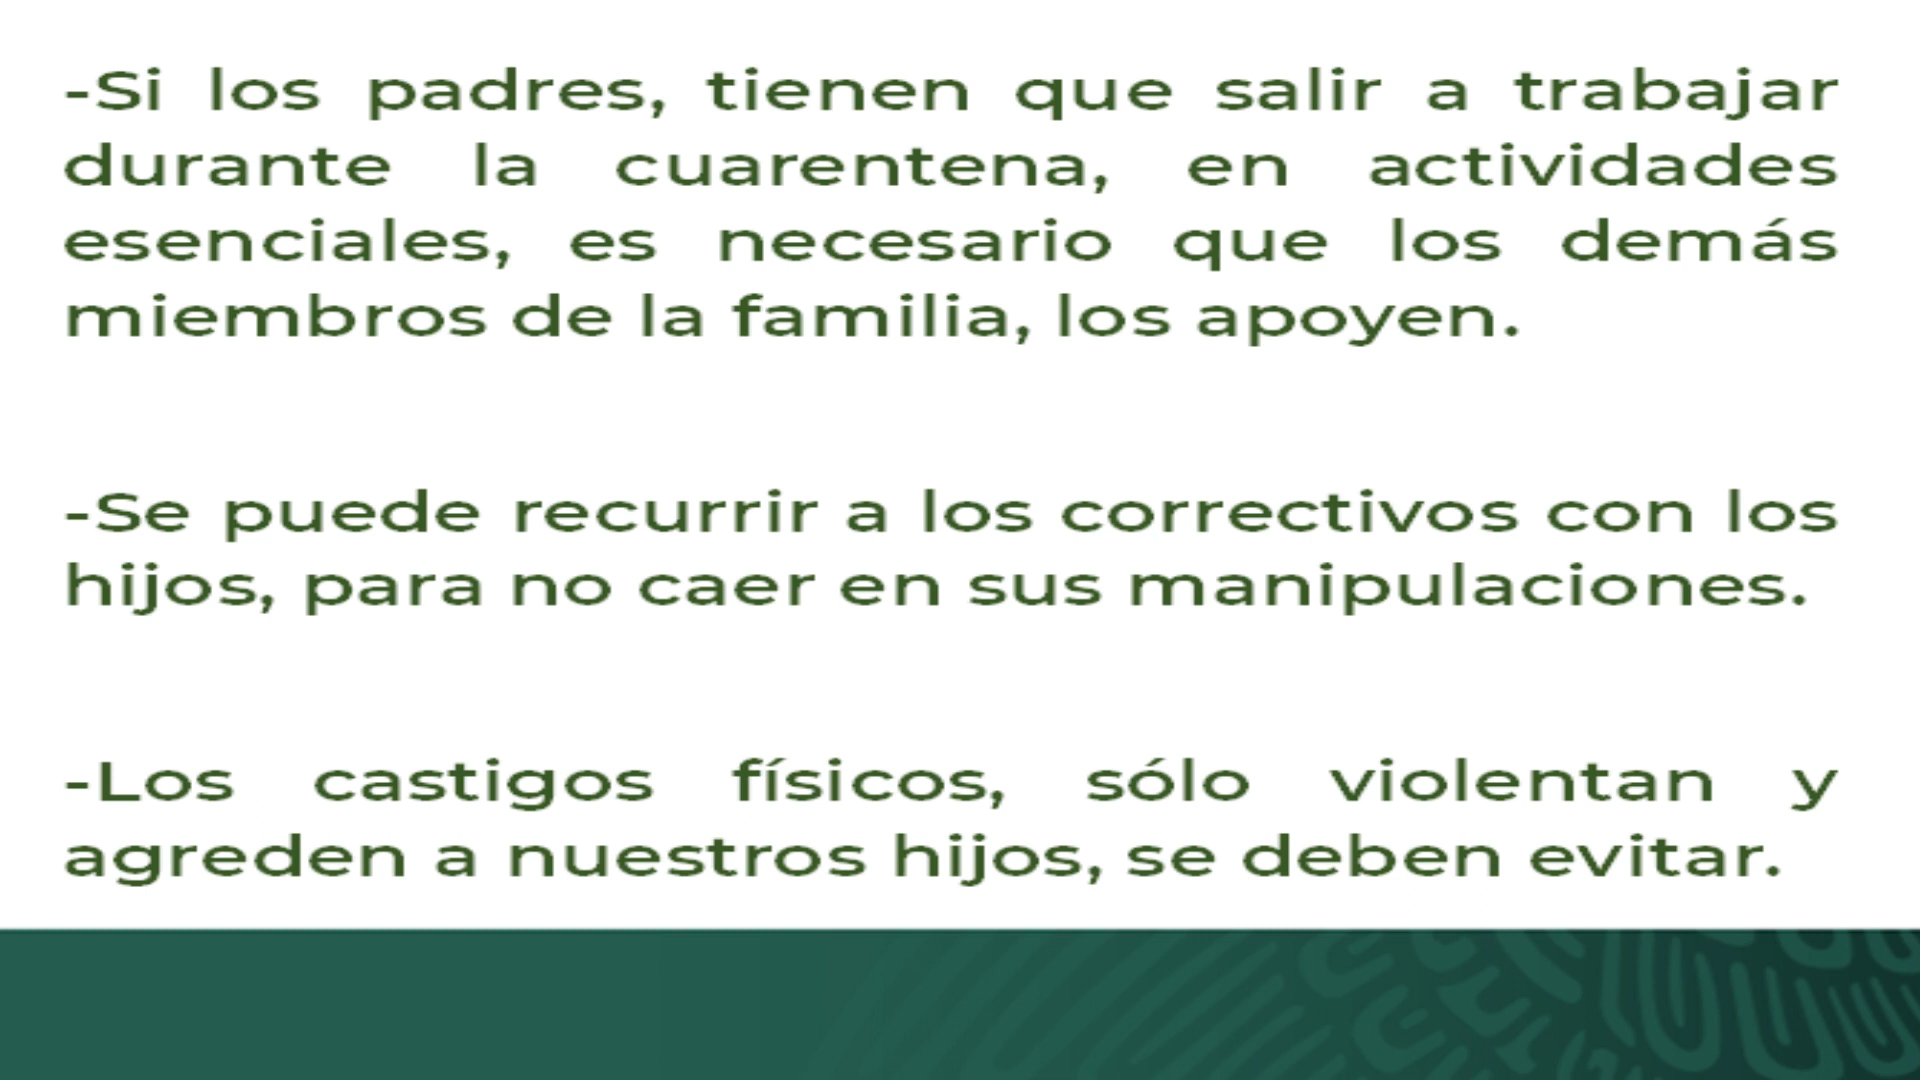 -Si los padres, tienen que salir a trabajar
durante la cuarentena, en actividades
esenciales, es necesario que los demás
miembros de la familia, los apoyen.
-Se puede recurrir a los correctivos con los
hijos, para no caer en sus manipulaciones.
-Los castigos físicos, sólo violentan y
agreden a nuestros hijos, se deben evitar.